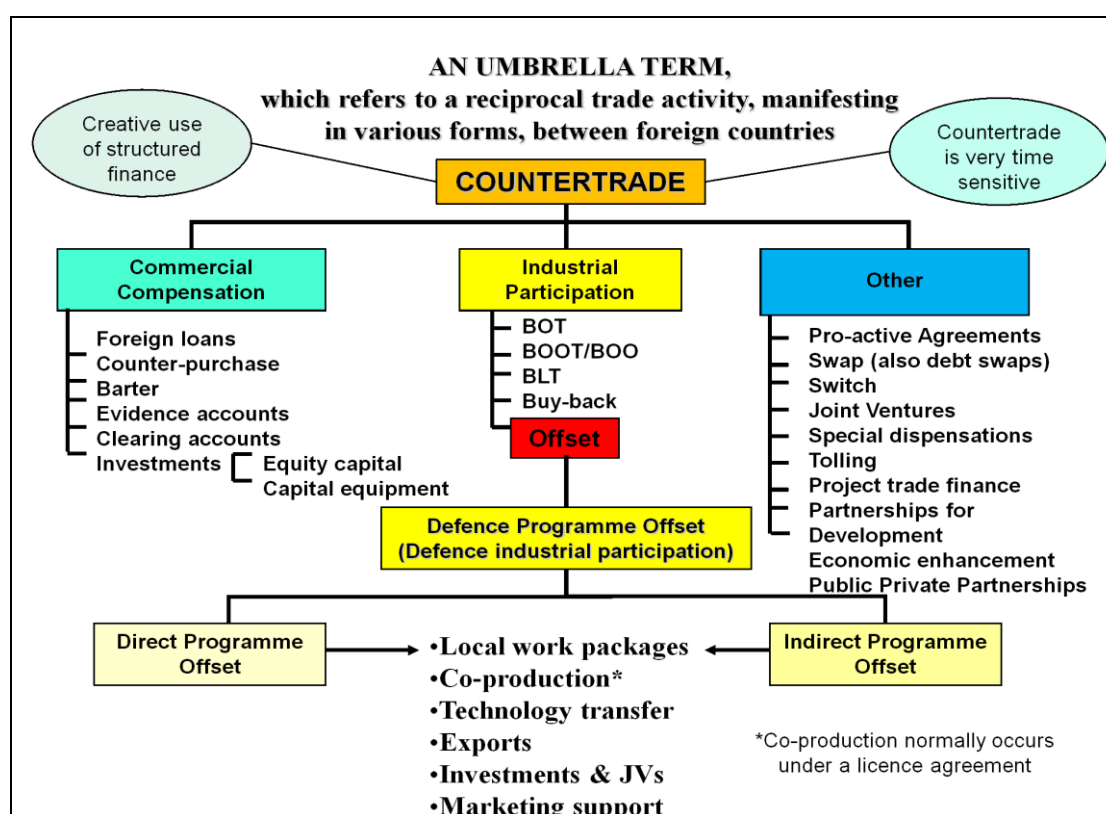 AN UMBRELLA TERM,
which refers to a reciprocal trade activity, manifesting
in various forms, between foreign countries
Creative use
of structured
finance
Countertrade
is very time
sensitive
COUNTERTRADE
Commercial
Compensation
Foreign loans
Counter-purchase
Barter
Evidence accounts
Clearing accounts
Investments
Equity capital
Capital equipment
Industrial
Participation
BOT
BOOT/BOO
BLT
Buy-back
Offset
Other
Pro-active Agreements
Swap (also debt swaps)
Switch
Joint Ventures
Special dispensations
Tolling
Project trade finance
Partnerships for
Development
Economic enhancement
Public Private Partnerships
Defence Programme Offset
(Defence industrial participation)
Direct Programme
Offset
•Local work packages
•Co-production*
•Technology transfer
•Exports
•Investments & JVs
•Marketing support
Indirect Programme
Offset
*Co-production normally occurs
under a licence agreement